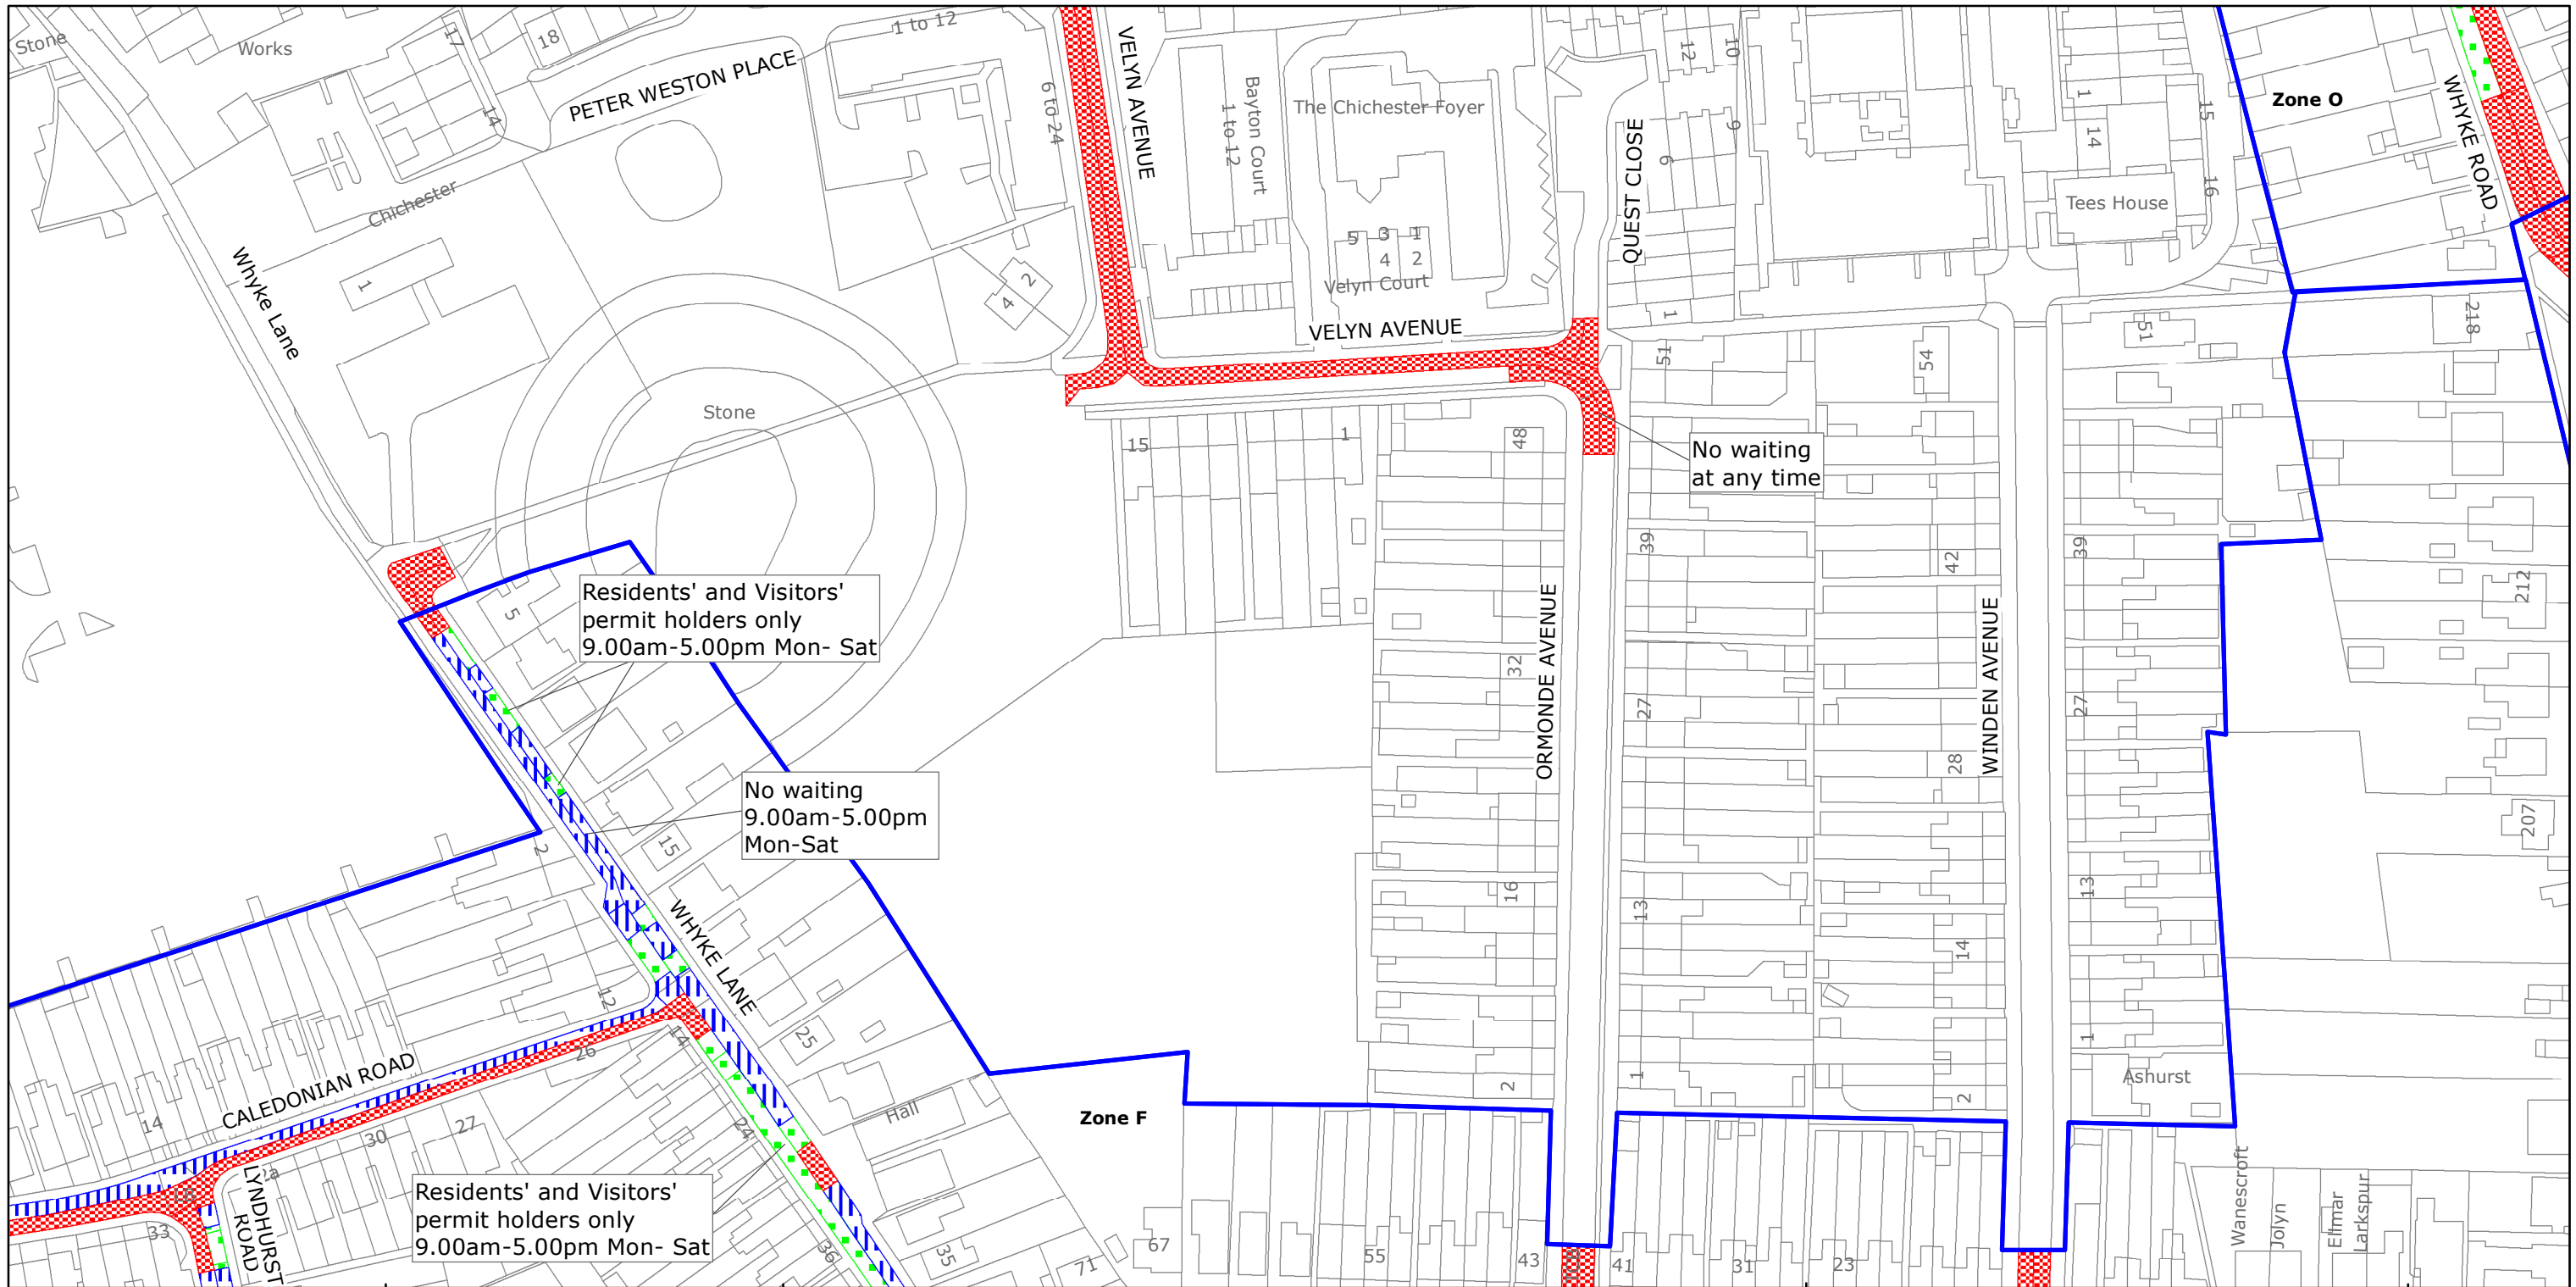 Stone
Works
17
18
14
PETER WESTON PLACE
1 to 12
6 to 24
VELYN AVENUE
Bayton Court
1 to 12
The Chichester Foyer
QUEST CLOSE
12
10
9
6
1
1
14
15
16
Tees House
Zone O
WHYKE ROAD
Chichester
Whyke Lane
1
2
4
5
3
1
4
2
Velyn Court
VELYN AVENUE
1
51
54
51
218
Stone
15
1
48
No waiting
at any time
39
42
39
212
5
Residents' and Visitors'
permit holders only
9.00am-5.00pm Mon- Sat
32
ORMONDE AVENUE
27
WINDEN AVENUE
28
27
No waiting
9.00am-5.00pm
Mon-Sat
15
2
207
16
13
14
13
WHYKE LANE
12
14
25
26
CALEDONIAN ROAD
14
27
30
24
Hall
Zone F
2
1
2
1
Ashurst
LYNDHURST
ROAD
33
Residents' and Visitors'
permit holders only
9.00am-5.00pm Mon- Sat
36
35
71
67
55
43
41
31
23
Wanescroft
Jolyn
Ellmar
Larkspur